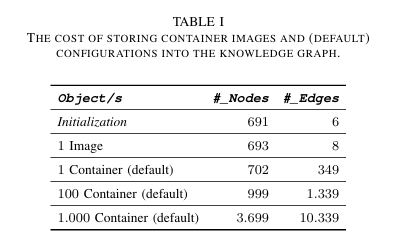 TABLE I
THE COST OF STORING CONTAINER IMAGES AND (DEFAULT)
CONFIGURATIONS INTO THE KNOWLEDGE GRAPH.
Object/s #_Nodes #_Edges
Initialization 691 6
1 Image 693 8
1 Container (default) 702 349
100 Container (default) 999 1.339
1.000 Container (default) 3.699 10.339